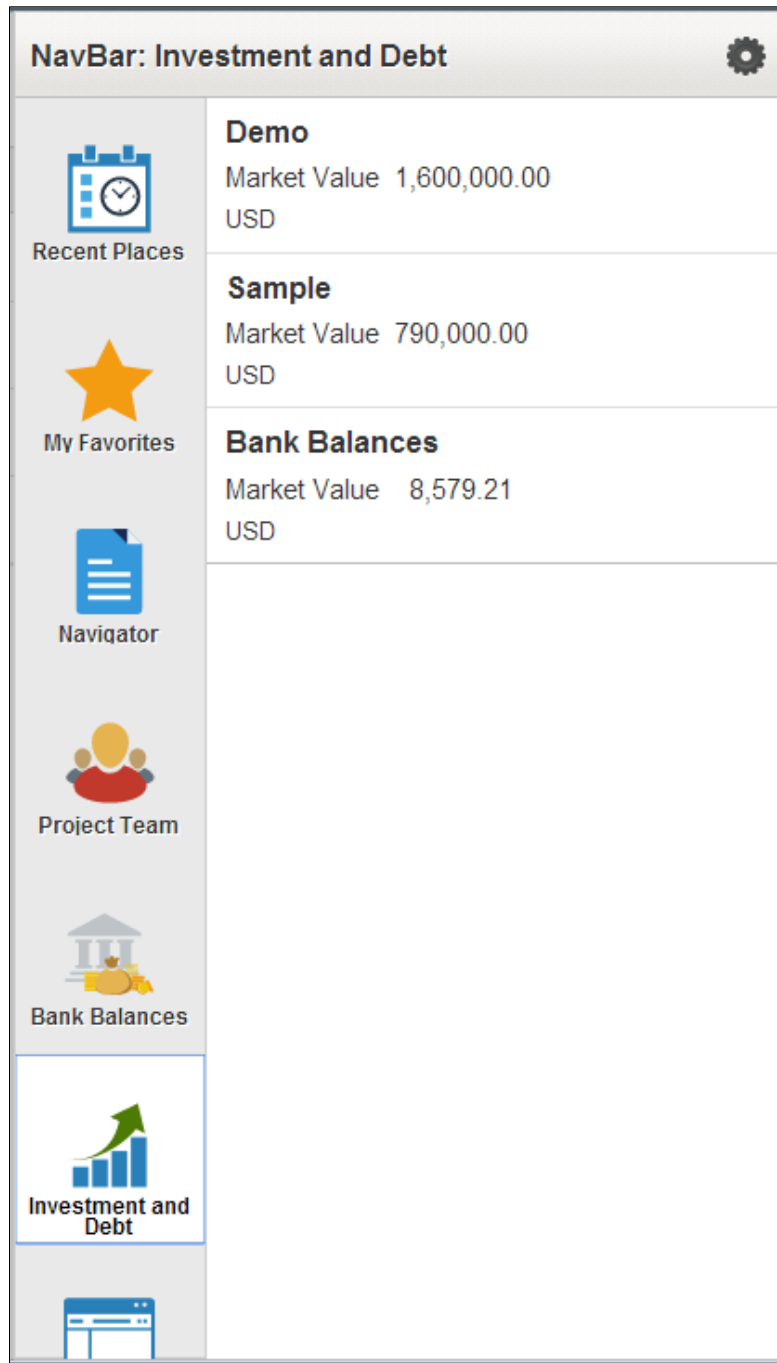 NavBar: Investment and Debt
Recent Places
My Favorites
Navigator
Project Team
Bank Balances
Investment and
Debt
Demo
Market Value 1,600,000.00
USD
Sample
Market Value 790,000.00
USD
Bank Balances
Market Value 8,579.21
USD